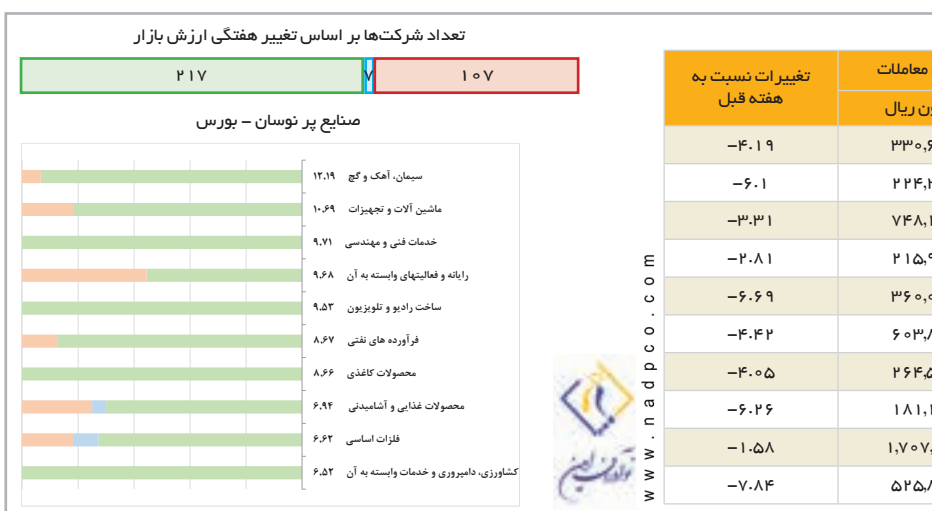 تعداد شرکت‌ها بر اساس تغییر هفتگی ارزش بازار
۱۰۷ ۷ ۲۱۷
صنایع پر نوسان - بورس
سیمان، آهک و گچ ۱۲.۱۹
ماشین آلات و تجهیزات ۱۰.۶۹
خدمات فنی و مهندسی ۹.۷۱
رایانه و فعالیتهای وابسته به آن ۹.۶۸
ساخت رادیو و تلویزیون ۹.۵۳
فرآورده های نفتی ۸.۶۷
محصولات کاغذی ۸.۶۶
محصولات غذایی و آشامیدنی ۶.۹۴
فلزات اساسی ۶.۶۲
کشاورزی، دامپروری و خدمات وابسته به آن ۶.۵۲
معاملات
تغییرات نسبت به
هفته قبل
ریال
-۴.۱۹
-۶.۱
-۳.۳۱
-۲.۸۱
-۶.۶۹
-۴.۴۲
-۴.۰۵
-۶.۲۶
-۱.۵۸
-۷.۸۴
www.nadpco.com